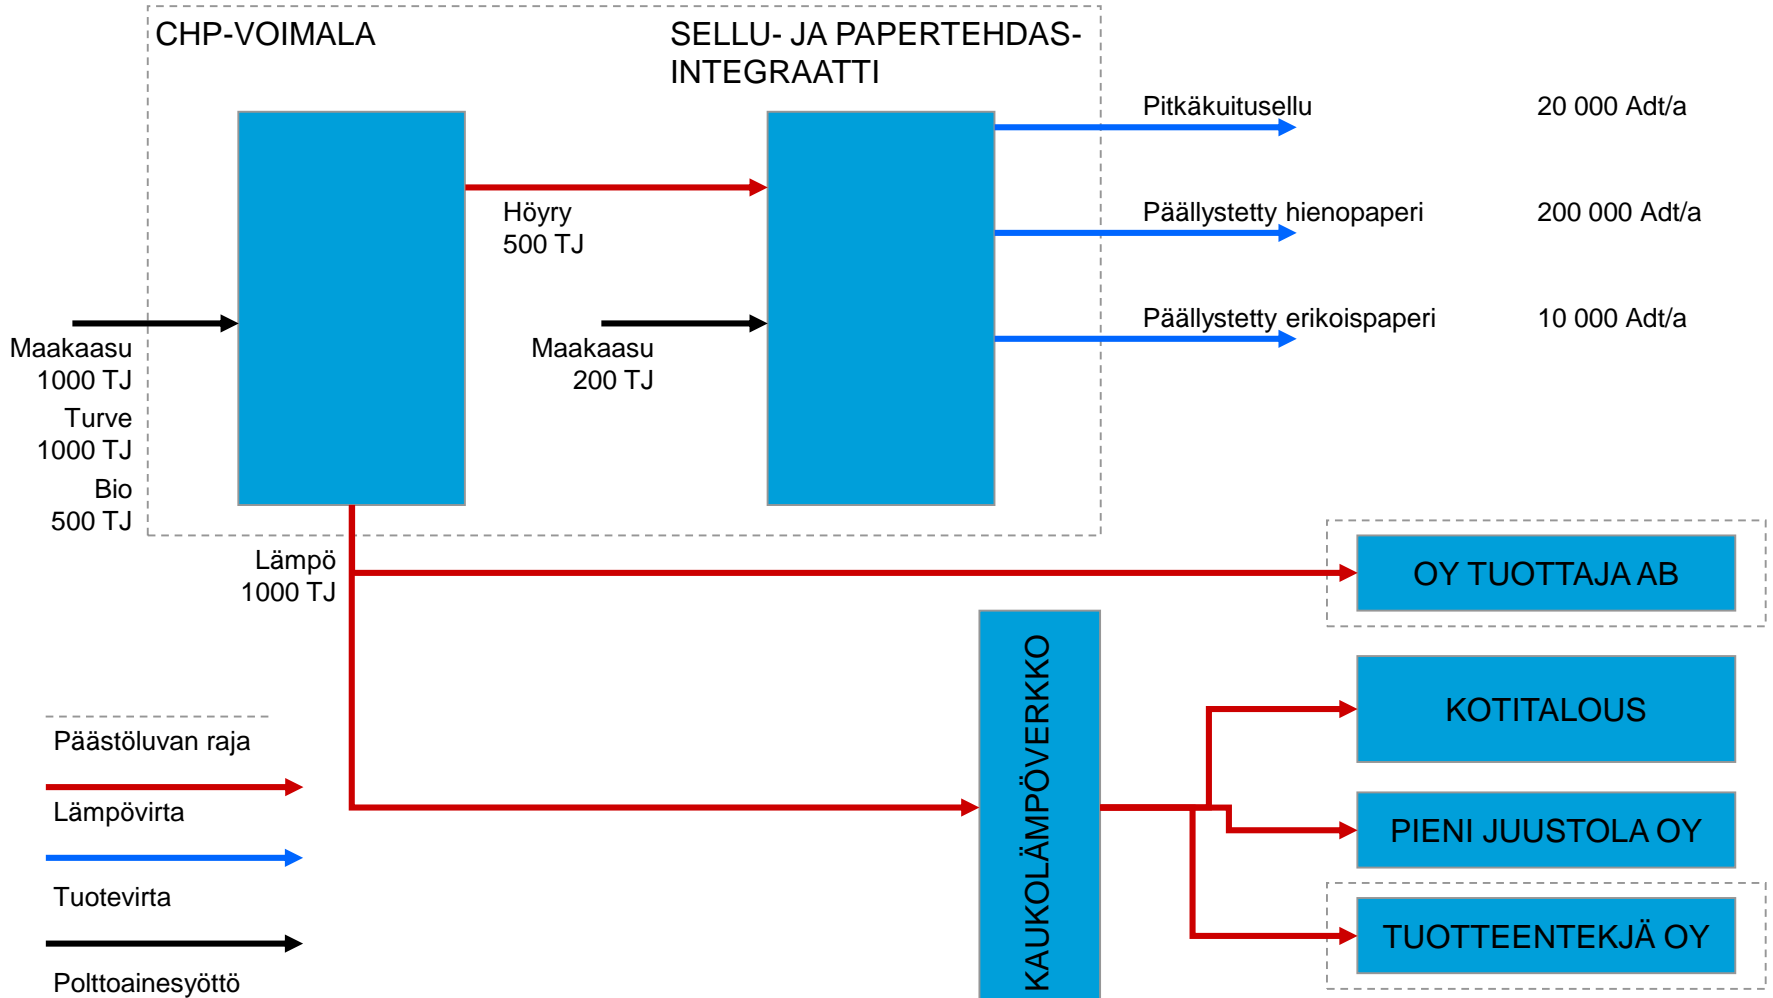 CHP-VOIMALA
SELLU- JA PAPERTEHDAS-
INTEGRAATTI
Pitkäkuitusellu 20 000 Adt/a
Höyry
500 TJ
Päällystetty hienopaperi 200 000 Adt/a
Päällystetty erikoispaperi 10 000 Adt/a
Maakaasu
1000 TJ
Turve
1000 TJ
Bio
500 TJ
Maakaasu
200 TJ
Lämpö
1000 TJ
OY TUOTTAJA AB
KAUKOLÄMPÖVERKKO
KOTITALOUS
PIENI JUUSTOLA OY
TUOTTEENTEKJÄ OY
Päästöluvan raja
Lämpövirta
Tuotevirta
Polttoainesyöttö